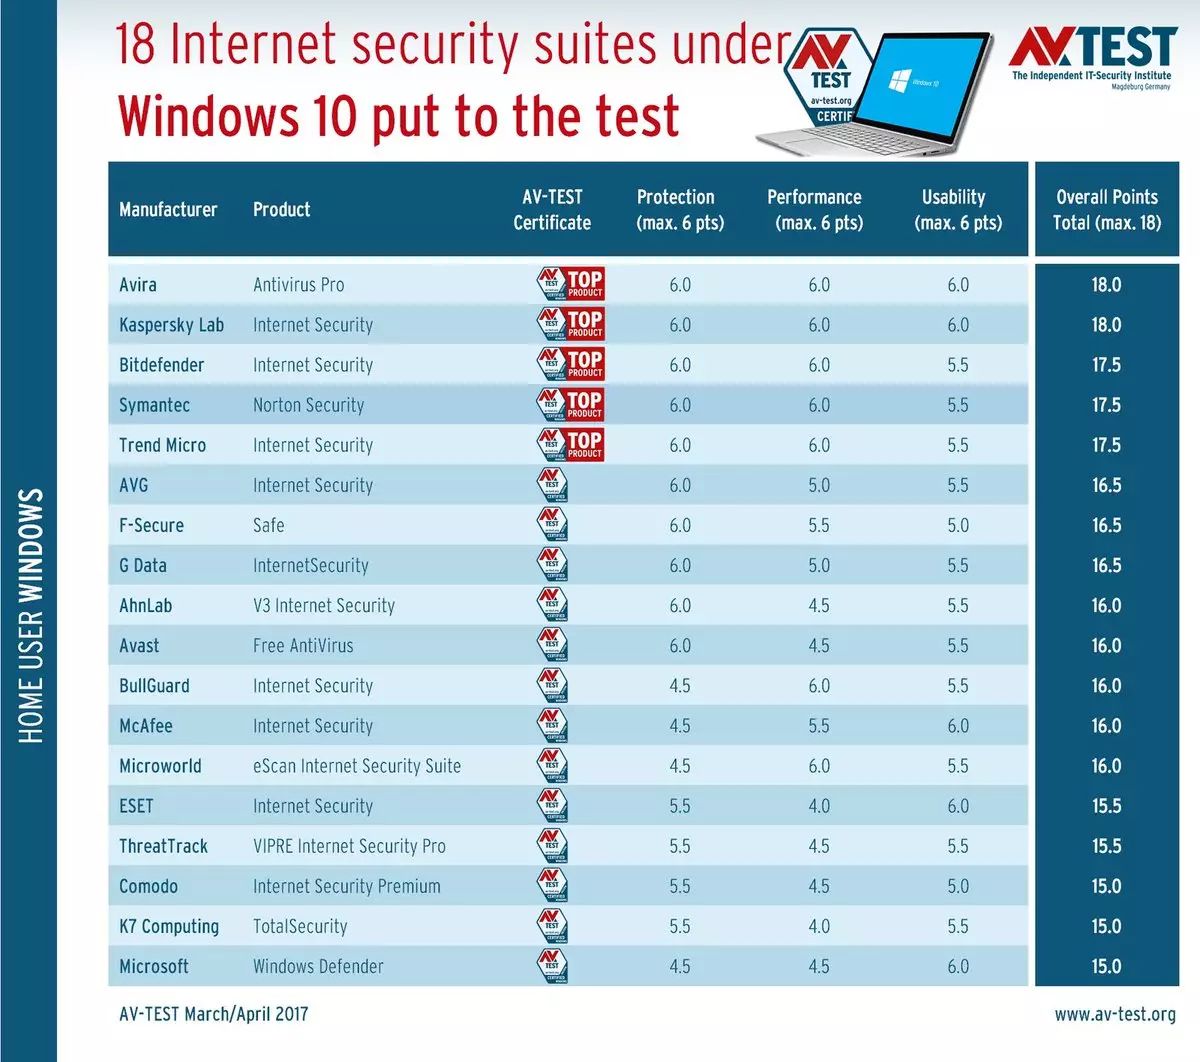 18 Internet security suites under
Windows 10 put to the test
AV TEST
av-test.org
CERTIF
Windows 10
AV TEST
The Independent IT-Security Institute
Magdeburg Germany
HOME USER WINDOWS
Manufacturer Product AV-TEST Certificate Protection (max. 6 pts) Performance (max. 6 pts) Usability (max. 6 pts) Overall Points Total (max. 18)
Avira Antivirus Pro AV TEST TOP PRODUCT 6.0 6.0 6.0 18.0
Kaspersky Lab Internet Security AV TEST TOP PRODUCT 6.0 6.0 6.0 18.0
Bitdefender Internet Security AV TEST TOP PRODUCT 6.0 6.0 5.5 17.5
Symantec Norton Security AV TEST TOP PRODUCT 6.0 6.0 5.5 17.5
Trend Micro Internet Security AV TEST TOP PRODUCT 6.0 6.0 5.5 17.5
AVG Internet Security AV TEST 6.0 5.0 5.5 16.5
F-Secure Safe AV TEST 6.0 5.5 5.0 16.5
G Data InternetSecurity AV TEST 6.0 5.0 5.5 16.5
AhnLab V3 Internet Security AV TEST 6.0 4.5 5.5 16.0
Avast Free AntiVirus AV TEST 6.0 4.5 5.5 16.0
BullGuard Internet Security AV TEST 4.5 6.0 5.5 16.0
McAfee Internet Security AV TEST 4.5 5.5 6.0 16.0
Microworld eScan Internet Security Suite AV TEST 4.5 6.0 5.5 16.0
ESET Internet Security AV TEST 5.5 4.0 6.0 15.5
ThreatTrack VIPRE Internet Security Pro AV TEST 5.5 4.5 5.5 15.5
Comodo Internet Security Premium AV TEST 5.5 4.5 5.0 15.0
K7 Computing TotalSecurity AV TEST 5.5 4.0 5.5 15.0
Microsoft Windows Defender AV TEST 4.5 4.5 6.0 15.0
AV-TEST March/April 2017 www.av-test.org